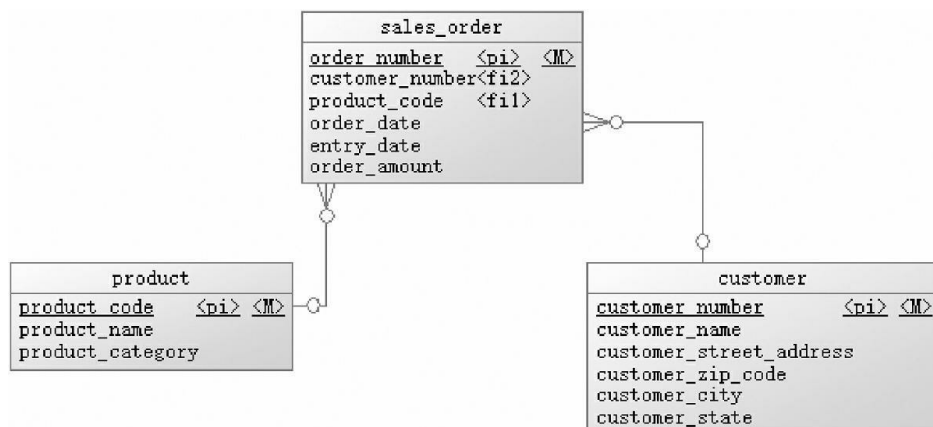 sales_order
order_number <pi> <M>
customer_number<fi2>
product_code <fi1>
order_date
entry_date
order_amount
product
product_code <pi> <M>
product_name
product_category
customer
customer_number <pi> <M>
customer_name
customer_street_address
customer_zip_code
customer_city
customer_state